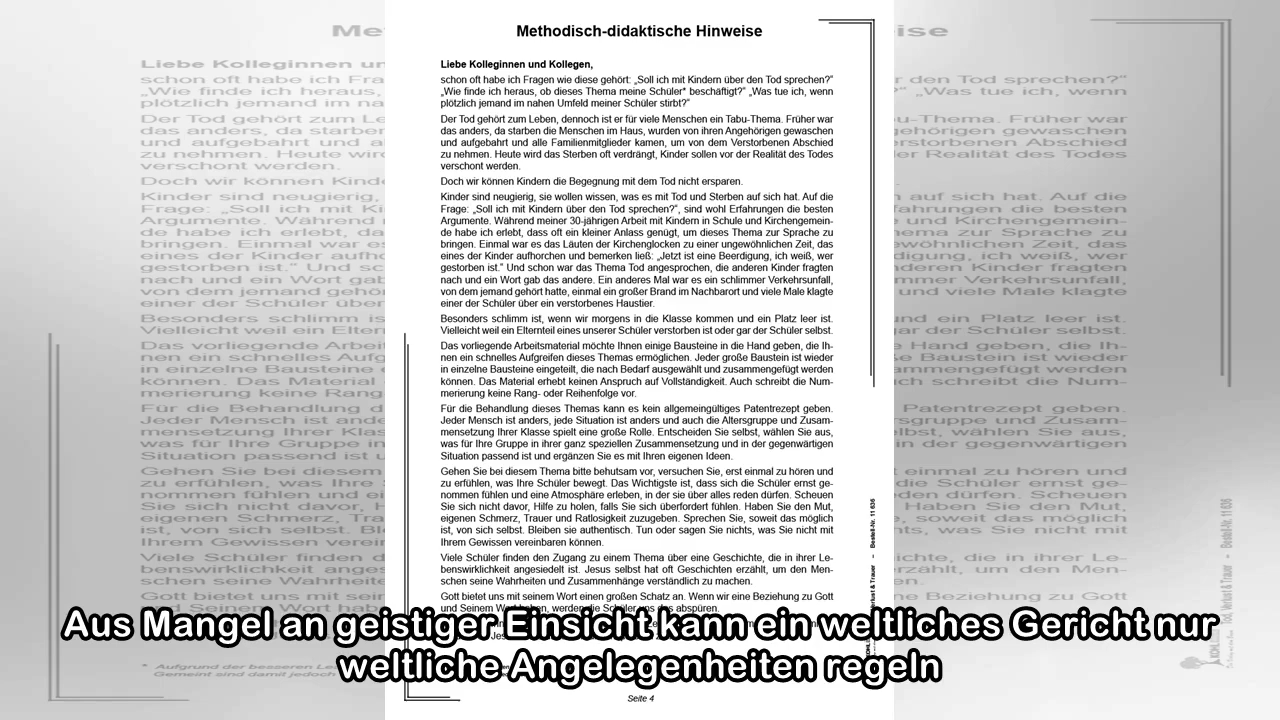 Methodisch-didaktische Hinweise
Liebe Kolleginnen und Kollegen,
schon oft habe ich Fragen wie diese gehört: „Soll ich mit Kindern über den Tod sprechen?“
„Wie finde ich heraus, ob dieses Thema meine Schüler* beschäftigt?“ „Was tue ich, wenn
plötzlich jemand im nahen Umfeld meiner Schüler stirbt?“
Der Tod gehört zum Leben, dennoch ist er für viele Menschen ein Tabu-Thema. Früher war
das anders, da starben die Menschen im Haus, wurden von ihren Angehörigen gewaschen
und aufgebahrt und alle Familienmitglieder kamen, um von dem Verstorbenen Abschied
zu nehmen. Heute wird das Sterben oft verdrängt, Kinder sollen vor der Realität des Todes
verschont werden.
Doch wir können Kindern die Begegnung mit dem Tod nicht ersparen.
Kinder sind neugierig, sie wollen wissen, was es mit Tod und Sterben auf sich hat. Auf die
Frage: „Soll ich mit Kindern über den Tod sprechen?“, sind wohl Erfahrungen die besten
Argumente. Während meiner 30-jährigen Arbeit mit Kindern in Schule und Kirchengemein-
de habe ich erlebt, dass oft ein kleiner Anlass genügt, um dieses Thema zur Sprache zu
bringen. Einmal war es das Läuten der Kirchenglocken zu einer ungewöhnlichen Zeit, das
eines der Kinder aufhorchen und bemerken ließ: „Jetzt ist eine Beerdigung, ich weiß, wer
gestorben ist.“ Und schon war das Thema Tod angesprochen, die anderen Kinder fragten
nach und ein Wort gab das andere. Ein anderes Mal war es ein schlimmer Verkehrsunfall,
von dem jemand gehört hatte, einmal ein großer Brand im Nachbarort und viele Male klagte
einer der Schüler über ein verstorbenes Haustier.
Besonders schlimm ist, wenn wir morgens in die Klasse kommen und ein Platz leer ist.
Vielleicht weil ein Elternteil eines unserer Schüler verstorben ist oder gar der Schüler selbst.
Das vorliegende Arbeitsmaterial möchte Ihnen einige Bausteine in die Hand geben, die Ih-
nen ein schnelles Aufgreifen dieses Themas ermöglichen. Jeder große Baustein ist wieder
in einzelne Bausteine eingeteilt, die nach Bedarf ausgewählt und zusammengefügt werden
können. Das Material erhebt keinen Anspruch auf Vollständigkeit. Auch schreibt die Num-
merierung keine Rang- oder Reihenfolge vor.
Für die Behandlung dieses Themas kann es kein allgemeingültiges Patentrezept geben.
Jeder Mensch ist anders, jede Situation ist anders und auch die Altersgruppe und Zusam-
mensetzung Ihrer Klasse spielt eine große Rolle. Entscheiden Sie selbst, wählen Sie aus,
was für Ihre Gruppe in ihrer ganz speziellen Zusammensetzung und in der gegenwärtigen
Situation passend ist und ergänzen Sie es mit Ihren eigenen Ideen.
Gehen Sie bei diesem Thema bitte behutsam vor, versuchen Sie, erst einmal zu hören und
zu erfühlen, was Ihre Schüler bewegt. Das Wichtigste ist, dass sich die Schüler ernst ge-
nommen fühlen und eine Atmosphäre erleben, in der sie über alles reden dürfen. Scheuen
Sie sich nicht davor, Hilfe zu holen, falls Sie sich überfordert fühlen. Haben Sie den Mut,
eigenen Schmerz, Trauer und Ratlosigkeit zuzugeben. Sprechen Sie, soweit das möglich
ist, von sich selbst. Bleiben sie authentisch. Tun oder sagen Sie nichts, was Sie nicht mit
Ihrem Gewissen vereinbaren können.
Viele Schüler finden den Zugang zu einem Thema über eine Geschichte, die in ihrer Le-
benswirklichkeit angesiedelt ist. Jesus selbst hat oft Geschichten erzählt, um den Men-
schen seine Wahrheiten und Zusammenhänge verständlich zu machen.
Gott bietet uns mit seinem Wort einen großen Schatz an. Wenn wir eine Beziehung zu Gott
und Seinem Wort haben, werden die Schüler uns das abspüren.
Aus Mangel an geistiger Einsicht kann ein weltliches Gericht nur
weltliche Angelegenheiten regeln
Seite 4
Verlust & Trauer – Bestell-Nr. 11 636